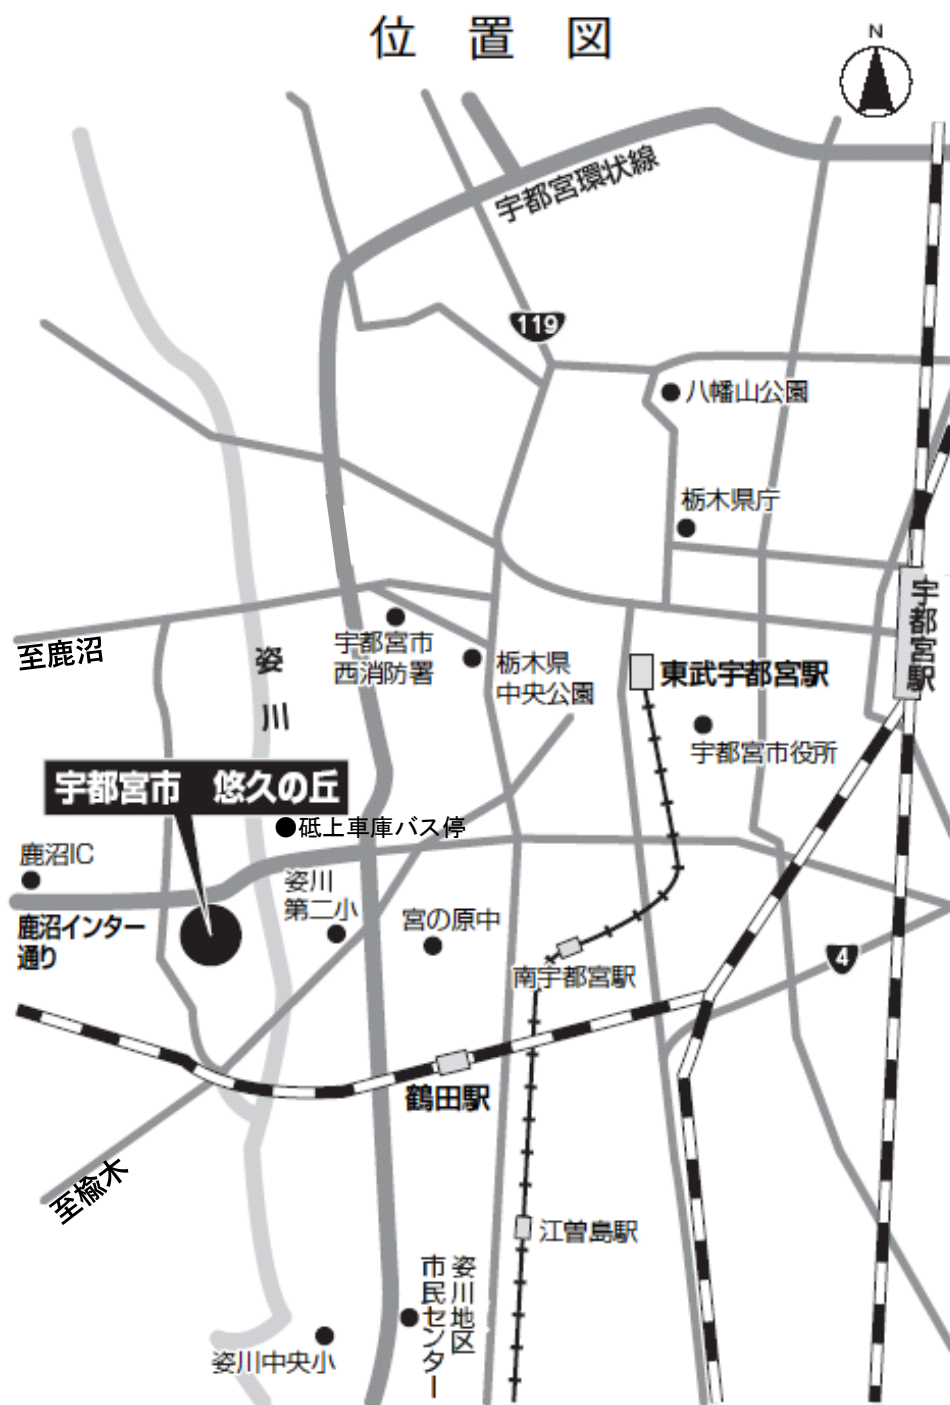 位置図
N
宇都宮環状線
119
八幡山公園
栃木県庁
宇都宮駅
至鹿沼
姿川
宇都宮市
西消防署
栃木県
中央公園
東武宇都宮駅
宇都宮市役所
宇都宮市 悠久の丘
砥上車庫バス停
鹿沼IC
姿川
第二小
鹿沼インター
通り
宮の原中
南宇都宮駅
4
鶴田駅
至楡木
江曽島駅
姿川地区
市民センター
姿川中央小